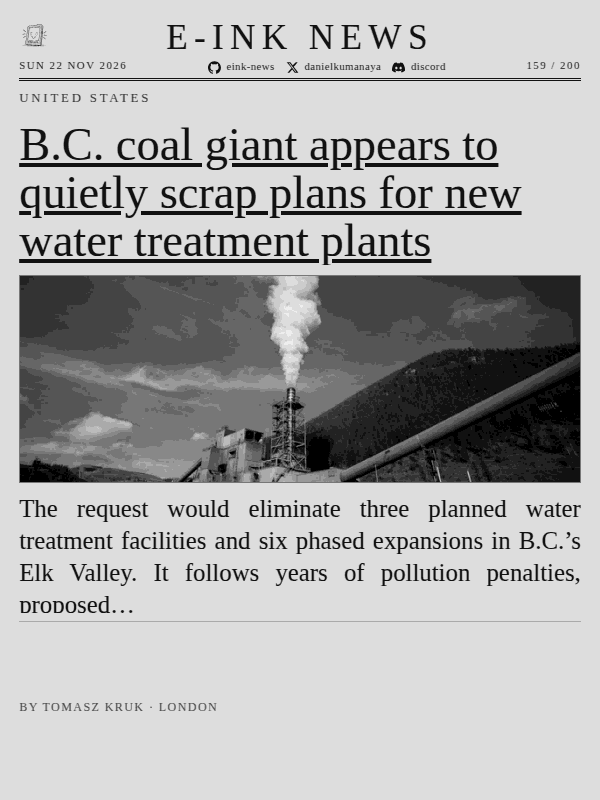 E-INK NEWS
SUN 22 NOV 2026
eink-news
danielkumanaya
discord
159 / 200
UNITED STATES
B.C. coal giant appears to
quietly scrap plans for new
water treatment plants
The request would eliminate three planned water
treatment facilities and six phased expansions in B.C.’s
Elk Valley. It follows years of pollution penalties,
proposed…
BY TOMASZ KRUK · LONDON